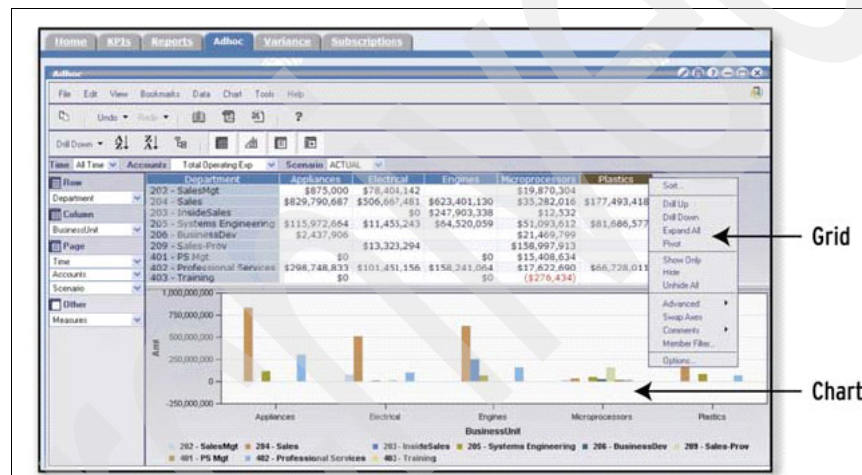 Home KPIs Reports Adhoc Variance Subscriptions
Adhoc
File Edit View Bookmarks Data Chart Tools Help
Undo Redo ?
Drill Down
Time All Time Accounts Total Operating Exp Scenario ACTUAL
Row
Department
Column
BusinessUnit
Page
Time
Accounts
Scenario
Other
Measures
Department Appliances Electrical Engines Microprocessors Plastics
202 - SalesMgt $875,000 $78,404,142 $19,870,304
204 - Sales $829,790,687 $506,667,481 $623,401,130 $35,282,016 $177,493,418
203 - InsideSales $0 $247,903,338 $12,532
205 - Systems Engineering $115,972,664 $11,453,243 $64,520,059 $51,093,612 $81,686,577
206 - BusinessDev $2,437,906 $21,469,799
209 - Sales-Prov $13,323,294 $158,997,913
401 - PS Mgt $0 $0 $15,408,634
402 - Professional Services $298,748,833 $101,451,156 $158,241,064 $17,622,690 $66,728,011
403 - Training $0 $0 ($276,434)
Sort...
Drill Up
Drill Down
Expand All
Pivot
Show Only
Hide
Unhide All
Advanced
Swap Axes
Comments
Member Filter...
Options...
Grid
1,000,000,000
750,000,000
500,000,000
250,000,000
0
-250,000,000
Amt
Appliances Electrical Engines Microprocessors Plastics
BusinessUnit
202 - SalesMgt 204 - Sales 203 - InsideSales 205 - Systems Engineering 206 - BusinessDev 209 - Sales-Prov
401 - PS Mgt 402 - Professional Services 403 - Training
Chart